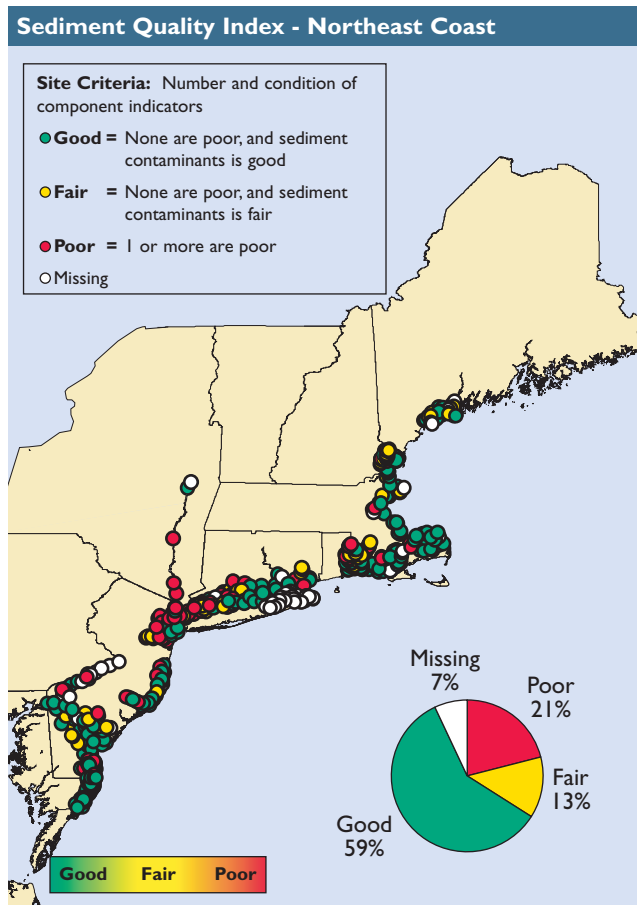 Sediment Quality Index - Northeast Coast
Site Criteria: Number and condition of
component indicators
Good = None are poor, and sediment
contaminants is good
Fair = None are poor, and sediment
contaminants is fair
Poor = 1 or more are poor
Missing
Missing
7%
Poor
21%
Fair
13%
Good
59%
Good Fair Poor